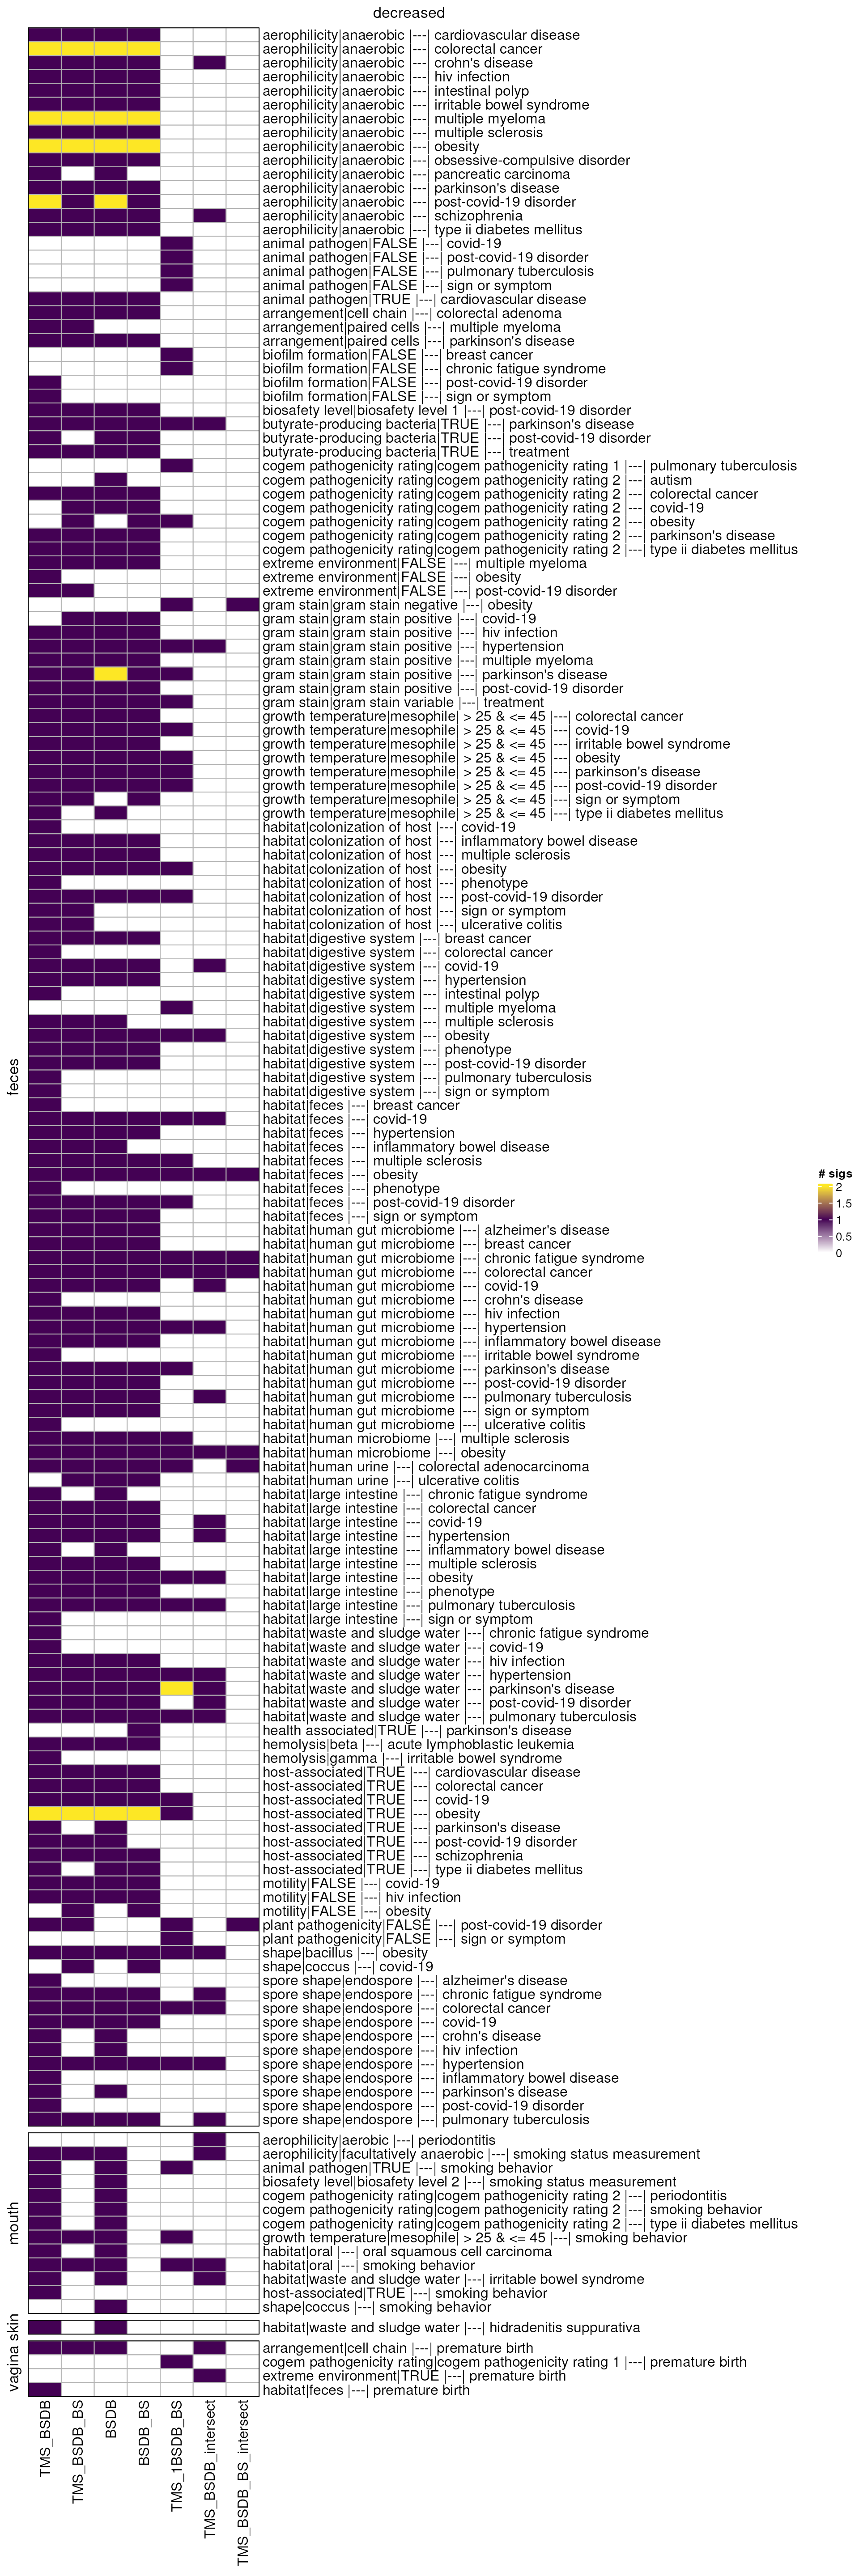 decreased
aerophilicity|anaerobic |---| cardiovascular disease
aerophilicity|anaerobic |---| colorectal cancer
aerophilicity|anaerobic |---| crohn's disease
aerophilicity|anaerobic |---| hiv infection
aerophilicity|anaerobic |---| intestinal polyp
aerophilicity|anaerobic |---| irritable bowel syndrome
aerophilicity|anaerobic |---| multiple myeloma
aerophilicity|anaerobic |---| multiple sclerosis
aerophilicity|anaerobic |---| obesity
aerophilicity|anaerobic |---| obsessive-compulsive disorder
aerophilicity|anaerobic |---| pancreatic carcinoma
aerophilicity|anaerobic |---| parkinson's disease
aerophilicity|anaerobic |---| post-covid-19 disorder
aerophilicity|anaerobic |---| schizophrenia
aerophilicity|anaerobic |---| type ii diabetes mellitus
animal pathogen|FALSE |---| covid-19
animal pathogen|FALSE |---| post-covid-19 disorder
animal pathogen|FALSE |---| pulmonary tuberculosis
animal pathogen|FALSE |---| sign or symptom
animal pathogen|TRUE |---| cardiovascular disease
arrangement|cell chain |---| colorectal adenoma
arrangement|paired cells |---| multiple myeloma
arrangement|paired cells |---| parkinson's disease
biofilm formation|FALSE |---| breast cancer
biofilm formation|FALSE |---| chronic fatigue syndrome
biofilm formation|FALSE |---| post-covid-19 disorder
biofilm formation|FALSE |---| sign or symptom
biosafety level|biosafety level 1 |---| post-covid-19 disorder
butyrate-producing bacteria|TRUE |---| parkinson's disease
butyrate-producing bacteria|TRUE |---| post-covid-19 disorder
butyrate-producing bacteria|TRUE |---| treatment
cogem pathogenicity rating|cogem pathogenicity rating 1 |---| pulmonary tuberculosis
cogem pathogenicity rating|cogem pathogenicity rating 2 |---| autism
cogem pathogenicity rating|cogem pathogenicity rating 2 |---| colorectal cancer
cogem pathogenicity rating|cogem pathogenicity rating 2 |---| covid-19
cogem pathogenicity rating|cogem pathogenicity rating 2 |---| obesity
cogem pathogenicity rating|cogem pathogenicity rating 2 |---| parkinson's disease
cogem pathogenicity rating|cogem pathogenicity rating 2 |---| type ii diabetes mellitus
extreme environment|FALSE |---| multiple myeloma
extreme environment|FALSE |---| obesity
extreme environment|FALSE |---| post-covid-19 disorder
gram stain|gram stain negative |---| obesity
gram stain|gram stain positive |---| covid-19
gram stain|gram stain positive |---| hiv infection
gram stain|gram stain positive |---| hypertension
gram stain|gram stain positive |---| multiple myeloma
gram stain|gram stain positive |---| parkinson's disease
gram stain|gram stain positive |---| post-covid-19 disorder
gram stain|gram stain variable |---| treatment
growth temperature|mesophile| > 25 & <= 45 |---| colorectal cancer
growth temperature|mesophile| > 25 & <= 45 |---| covid-19
growth temperature|mesophile| > 25 & <= 45 |---| irritable bowel syndrome
growth temperature|mesophile| > 25 & <= 45 |---| obesity
growth temperature|mesophile| > 25 & <= 45 |---| parkinson's disease
growth temperature|mesophile| > 25 & <= 45 |---| post-covid-19 disorder
growth temperature|mesophile| > 25 & <= 45 |---| sign or symptom
growth temperature|mesophile| > 25 & <= 45 |---| type ii diabetes mellitus
habitat|colonization of host |---| covid-19
habitat|colonization of host |---| inflammatory bowel disease
habitat|colonization of host |---| multiple sclerosis
habitat|colonization of host |---| obesity
habitat|colonization of host |---| phenotype
habitat|colonization of host |---| post-covid-19 disorder
habitat|colonization of host |---| sign or symptom
habitat|colonization of host |---| ulcerative colitis
habitat|digestive system |---| breast cancer
habitat|digestive system |---| colorectal cancer
habitat|digestive system |---| covid-19
habitat|digestive system |---| hypertension
habitat|digestive system |---| intestinal polyp
habitat|digestive system |---| multiple myeloma
habitat|digestive system |---| multiple sclerosis
habitat|digestive system |---| obesity
habitat|digestive system |---| phenotype
habitat|digestive system |---| post-covid-19 disorder
habitat|digestive system |---| pulmonary tuberculosis
habitat|digestive system |---| sign or symptom
habitat|feces |---| breast cancer
habitat|feces |---| covid-19
habitat|feces |---| hypertension
habitat|feces |---| inflammatory bowel disease
habitat|feces |---| multiple sclerosis
habitat|feces |---| obesity
habitat|feces |---| phenotype
habitat|feces |---| post-covid-19 disorder
habitat|feces |---| sign or symptom
habitat|human gut microbiome |---| alzheimer's disease
habitat|human gut microbiome |---| breast cancer
habitat|human gut microbiome |---| chronic fatigue syndrome
habitat|human gut microbiome |---| colorectal cancer
habitat|human gut microbiome |---| covid-19
habitat|human gut microbiome |---| crohn's disease
habitat|human gut microbiome |---| hiv infection
habitat|human gut microbiome |---| hypertension
habitat|human gut microbiome |---| inflammatory bowel disease
habitat|human gut microbiome |---| irritable bowel syndrome
habitat|human gut microbiome |---| parkinson's disease
habitat|human gut microbiome |---| post-covid-19 disorder
habitat|human gut microbiome |---| pulmonary tuberculosis
habitat|human gut microbiome |---| sign or symptom
habitat|human gut microbiome |---| ulcerative colitis
habitat|human microbiome |---| multiple sclerosis
habitat|human microbiome |---| obesity
habitat|human urine |---| colorectal adenocarcinoma
habitat|human urine |---| ulcerative colitis
habitat|large intestine |---| chronic fatigue syndrome
habitat|large intestine |---| colorectal cancer
habitat|large intestine |---| covid-19
habitat|large intestine |---| hypertension
habitat|large intestine |---| inflammatory bowel disease
habitat|large intestine |---| multiple sclerosis
habitat|large intestine |---| obesity
habitat|large intestine |---| phenotype
habitat|large intestine |---| pulmonary tuberculosis
habitat|large intestine |---| sign or symptom
habitat|waste and sludge water |---| chronic fatigue syndrome
habitat|waste and sludge water |---| covid-19
habitat|waste and sludge water |---| hiv infection
habitat|waste and sludge water |---| hypertension
habitat|waste and sludge water |---| parkinson's disease
habitat|waste and sludge water |---| post-covid-19 disorder
habitat|waste and sludge water |---| pulmonary tuberculosis
health associated|TRUE |---| parkinson's disease
hemolysis|beta |---| acute lymphoblastic leukemia
hemolysis|gamma |---| irritable bowel syndrome
host-associated|TRUE |---| cardiovascular disease
host-associated|TRUE |---| colorectal cancer
host-associated|TRUE |---| covid-19
host-associated|TRUE |---| obesity
host-associated|TRUE |---| parkinson's disease
host-associated|TRUE |---| post-covid-19 disorder
host-associated|TRUE |---| schizophrenia
host-associated|TRUE |---| type ii diabetes mellitus
motility|FALSE |---| covid-19
motility|FALSE |---| hiv infection
motility|FALSE |---| obesity
plant pathogenicity|FALSE |---| post-covid-19 disorder
plant pathogenicity|FALSE |---| sign or symptom
shape|bacillus |---| obesity
shape|coccus |---| covid-19
spore shape|endospore |---| alzheimer's disease
spore shape|endospore |---| chronic fatigue syndrome
spore shape|endospore |---| colorectal cancer
spore shape|endospore |---| covid-19
spore shape|endospore |---| crohn's disease
spore shape|endospore |---| hiv infection
spore shape|endospore |---| hypertension
spore shape|endospore |---| inflammatory bowel disease
spore shape|endospore |---| parkinson's disease
spore shape|endospore |---| post-covid-19 disorder
spore shape|endospore |---| pulmonary tuberculosis
feces
aerophilicity|aerobic |---| periodontitis
aerophilicity|facultatively anaerobic |---| smoking status measurement
animal pathogen|TRUE |---| smoking behavior
biosafety level|biosafety level 2 |---| smoking status measurement
cogem pathogenicity rating|cogem pathogenicity rating 2 |---| periodontitis
cogem pathogenicity rating|cogem pathogenicity rating 2 |---| smoking behavior
cogem pathogenicity rating|cogem pathogenicity rating 2 |---| type ii diabetes mellitus
growth temperature|mesophile| > 25 & <= 45 |---| smoking behavior
habitat|oral |---| oral squamous cell carcinoma
habitat|oral |---| smoking behavior
habitat|waste and sludge water |---| irritable bowel syndrome
host-associated|TRUE |---| smoking behavior
shape|coccus |---| smoking behavior
mouth
habitat|waste and sludge water |---| hidradenitis suppurativa
skin
arrangement|cell chain |---| premature birth
cogem pathogenicity rating|cogem pathogenicity rating 1 |---| premature birth
extreme environment|TRUE |---| premature birth
habitat|feces |---| premature birth
vagina
TMS_BSDB
TMS_BSDB_BS
BSDB
BSDB_BS
TMS_1BSDB_BS
TMS_BSDB_intersect
TMS_BSDB_BS_intersect
# sigs
2
1.5
1
0.5
0